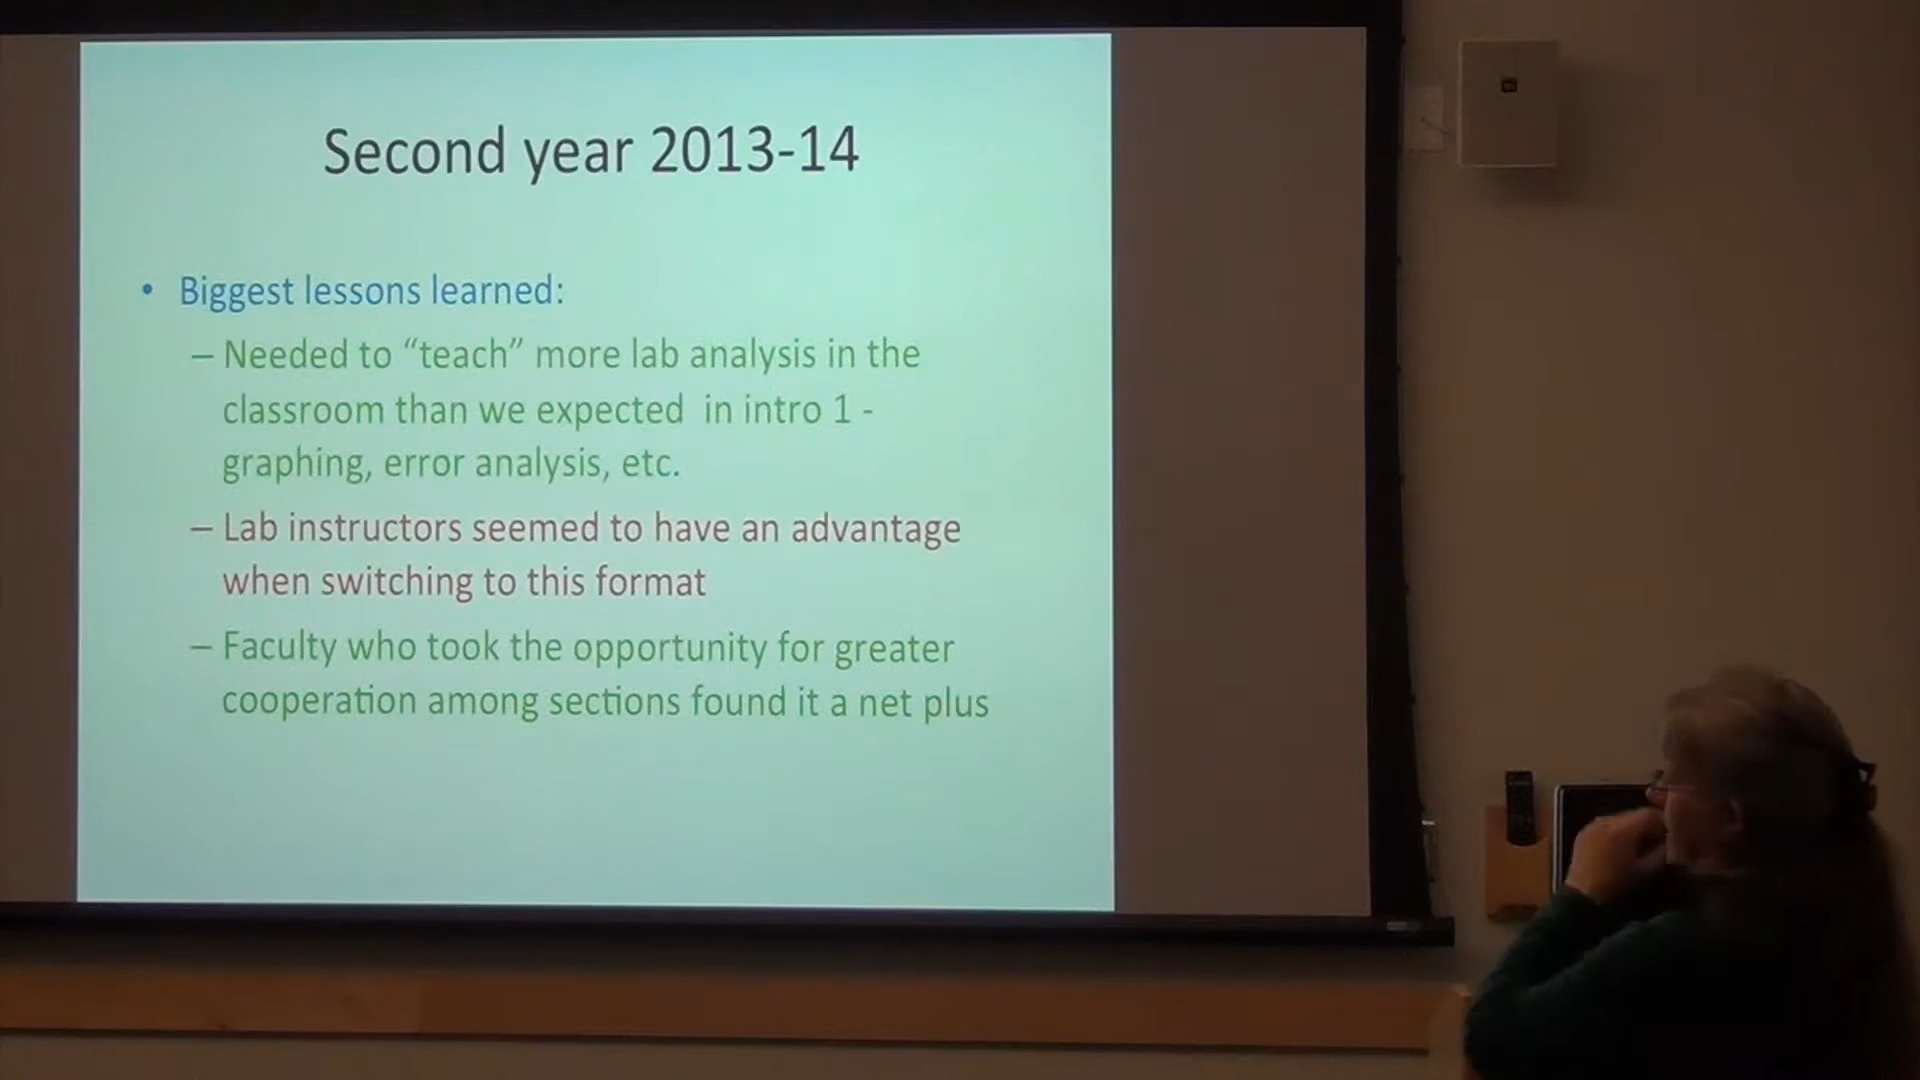 Second year 2013-14
• Biggest lessons learned:
– Needed to “teach” more lab analysis in the
classroom than we expected in intro 1 -
graphing, error analysis, etc.
– Lab instructors seemed to have an advantage
when switching to this format
– Faculty who took the opportunity for greater
cooperation among sections found it a net plus